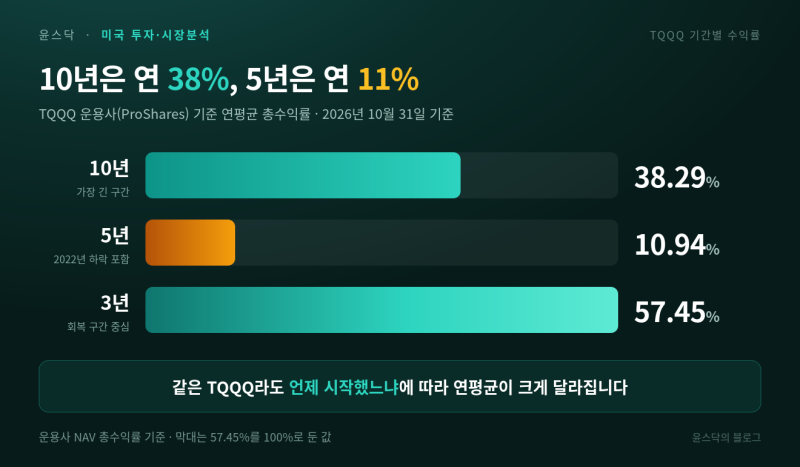 윤스닥 · 미국 투자·시장분석
TQQQ 기간별 수익률
10년은 연 38%, 5년은 연 11%
TQQQ 운용사(ProShares) 기준 연평균 총수익률 · 2026년 10월 31일 기준
10년
가장 긴 구간
38.29%
5년
2022년 하락 포함
10.94%
3년
회복 구간 중심
57.45%
같은 TQQQ라도 언제 시작했느냐에 따라 연평균이 크게 달라집니다
운용사 NAV 총수익률 기준 · 막대는 57.45%를 100%로 둔 값
윤스닥의 블로그